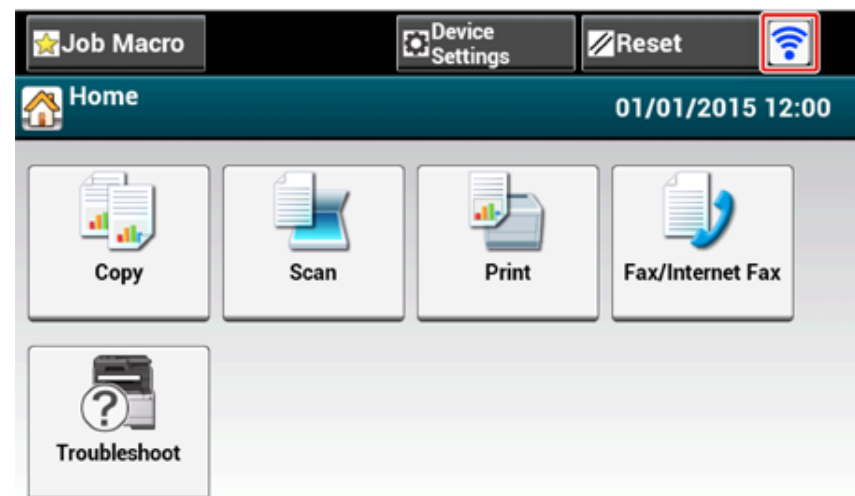 Job Macro
Device
Settings
Reset
Home
01/01/2015 12:00
Copy
Scan
Print
Fax/Internet Fax
?
Troubleshoot